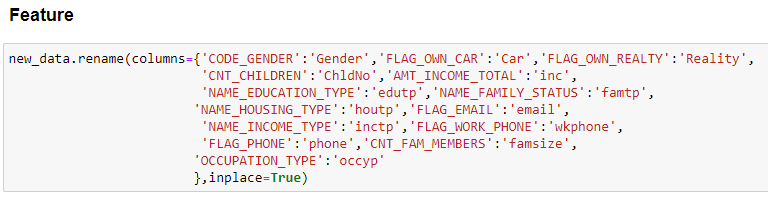 Feature
new_data.rename(columns={'CODE_GENDER':'Gender','FLAG_OWN_CAR':'Car','FLAG_OWN_REALTY':'Reality',
'CNT_CHILDREN':'ChldNo','AMT_INCOME_TOTAL':'inc',
'NAME_EDUCATION_TYPE':'edutp','NAME_FAMILY_STATUS':'famtp',
'NAME_HOUSING_TYPE':'houtp','FLAG_EMAIL':'email',
'NAME_INCOME_TYPE':'inctp','FLAG_WORK_PHONE':'wkphone',
'FLAG_PHONE':'phone','CNT_FAM_MEMBERS':'famsize',
'OCCUPATION_TYPE':'occyp'
},inplace=True)